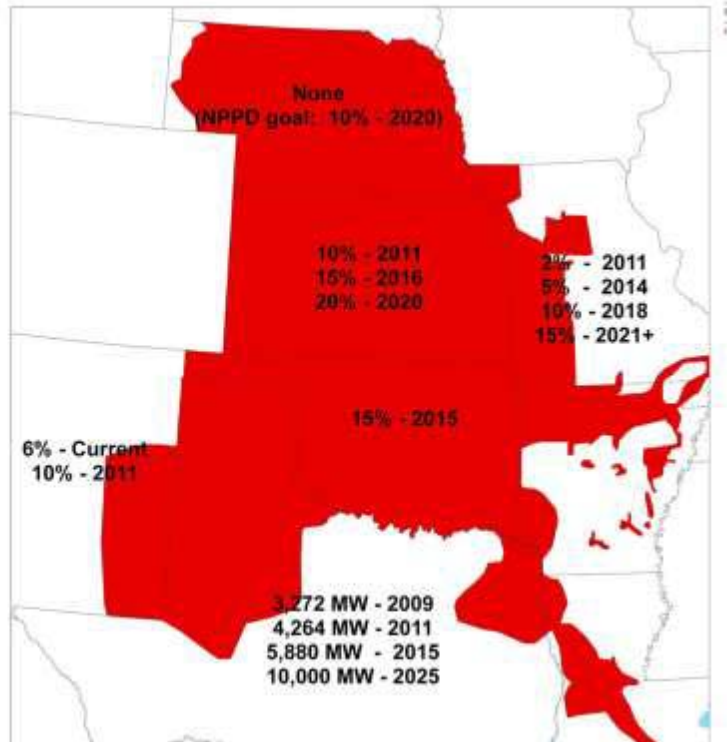 None
(NPPD goal: 10% - 2020)
10% - 2011
15% - 2016
20% - 2020
2% - 2011
5% - 2014
10% - 2018
15% - 2021+
15% - 2015
6% - Current
10% - 2011
3,272 MW - 2009
4,264 MW - 2011
5,880 MW - 2015
10,000 MW - 2025